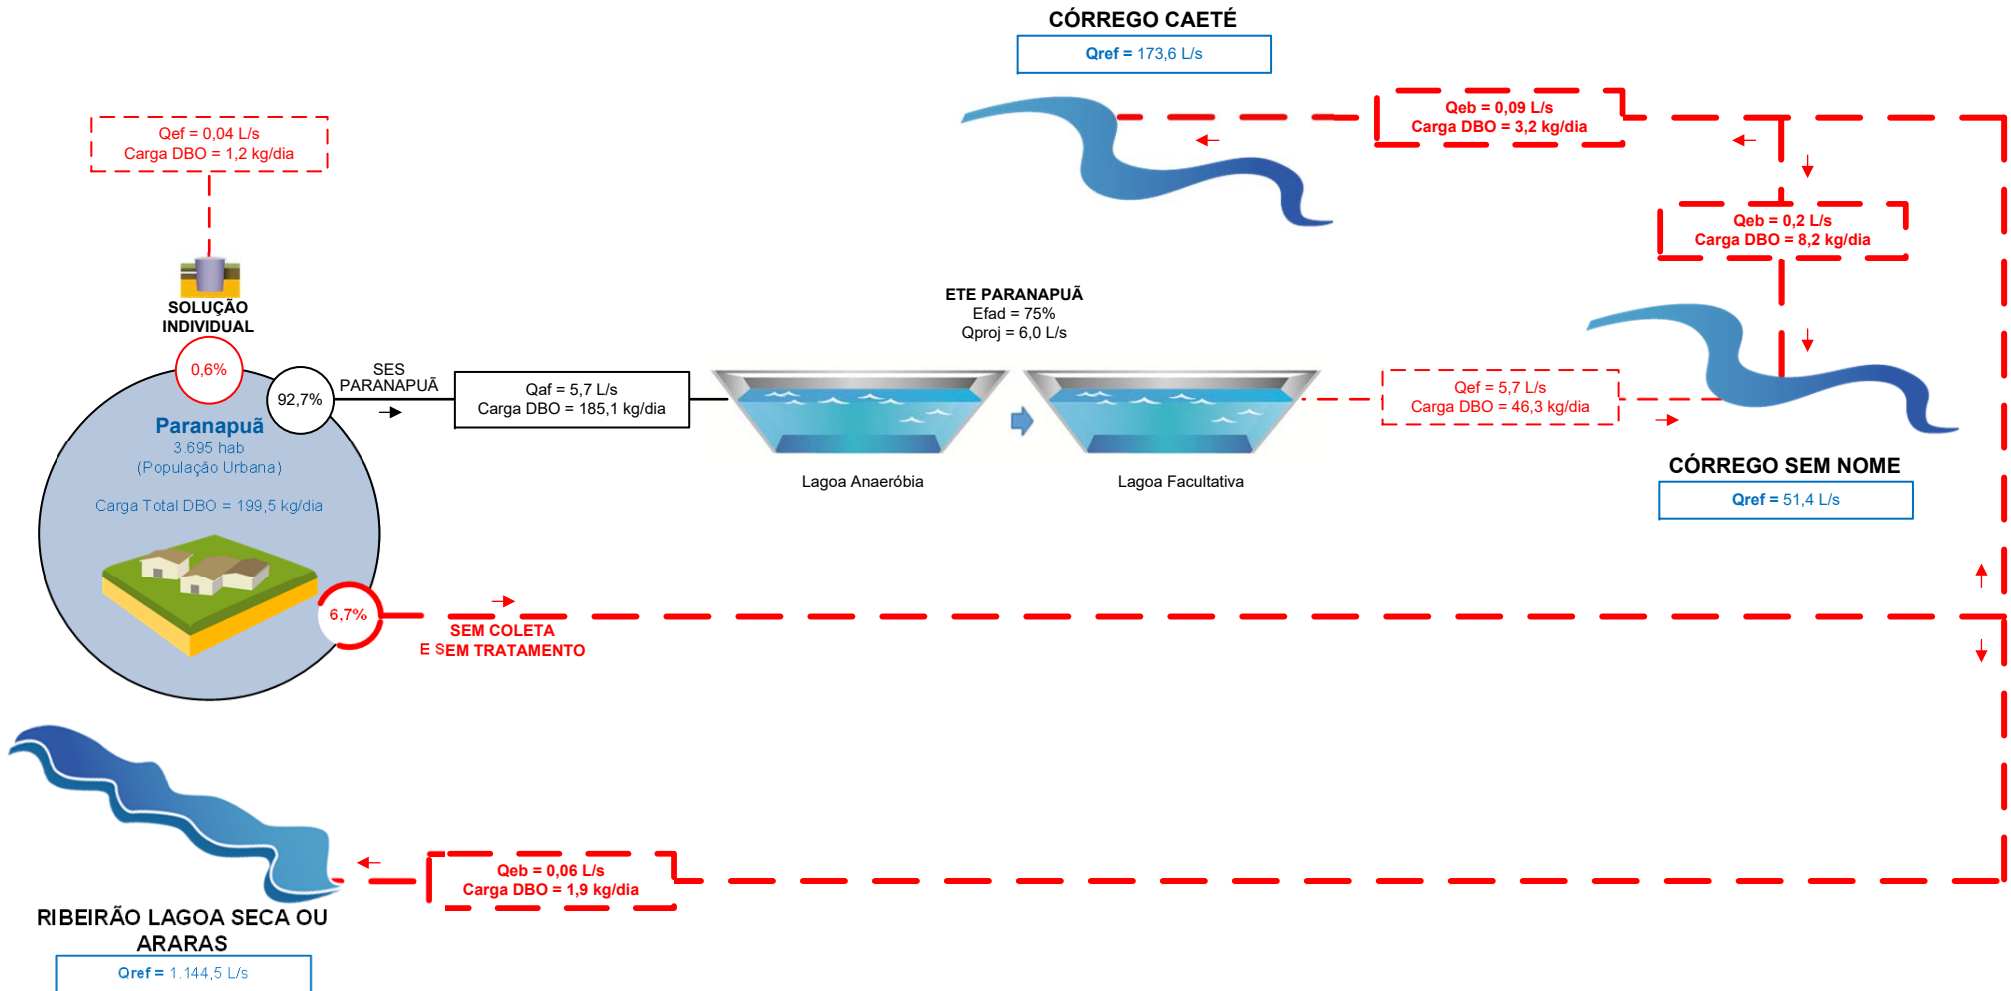 CÓRREGO CAETÉ
Qref = 173,6 L/s
Qeb = 0,09 L/s
Carga DBO = 3,2 kg/dia
Qef = 0,04 L/s
Carga DBO = 1,2 kg/dia
Qeb = 0,2 L/s
Carga DBO = 8,2 kg/dia
SOLUÇÃO
INDIVIDUAL
0,6%
92,7%
SES
PARANAPUÃ
Qaf = 5,7 L/s
Carga DBO = 185,1 kg/dia
ETE PARANAPUÃ
Efad = 75%
Qproj = 6,0 L/s
Lagoa Anaeróbia
Lagoa Facultativa
Qef = 5,7 L/s
Carga DBO = 46,3 kg/dia
CÓRREGO SEM NOME
Qref = 51,4 L/s
Paranapuã
3.695 hab
(População Urbana)
Carga Total DBO = 199,5 kg/dia
6,7%
SEM COLETA
E SEM TRATAMENTO
Qeb = 0,06 L/s
Carga DBO = 1,9 kg/dia
RIBEIRÃO LAGOA SECA OU
ARARAS
Qref = 1.144,5 L/s